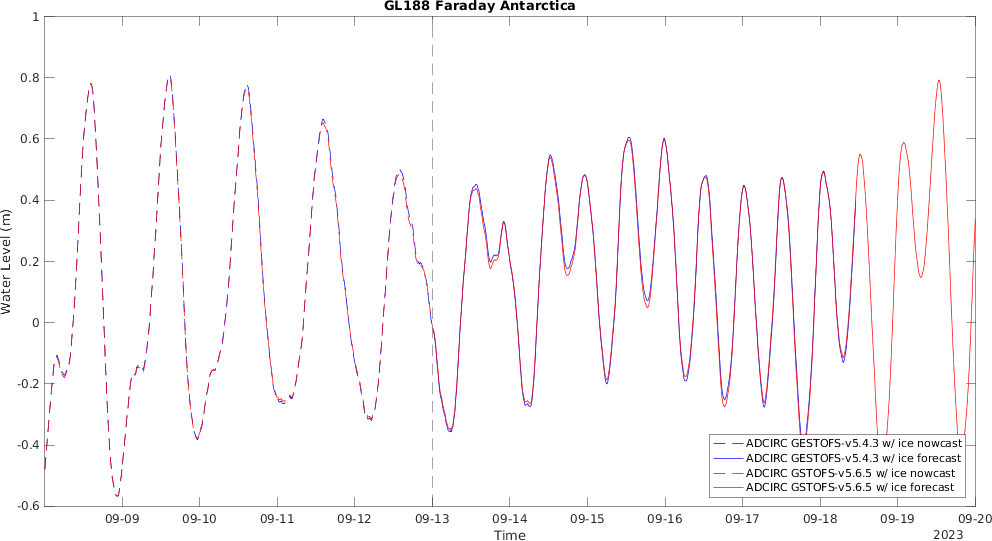 GL188 Faraday Antarctica
1
0.8
0.6
0.4
0.2
0
-0.2
-0.4
-0.6
Water Level (m)
09-09 09-10 09-11 09-12 09-13 09-14 09-15 09-16 09-17 09-18 09-19 09-20
Time
2023
ADCIRC GESTOFS-v5.4.3 w/ ice nowcast
ADCIRC GESTOFS-v5.4.3 w/ ice forecast
ADCIRC GSTOFS-v5.6.5 w/ ice nowcast
ADCIRC GSTOFS-v5.6.5 w/ ice forecast